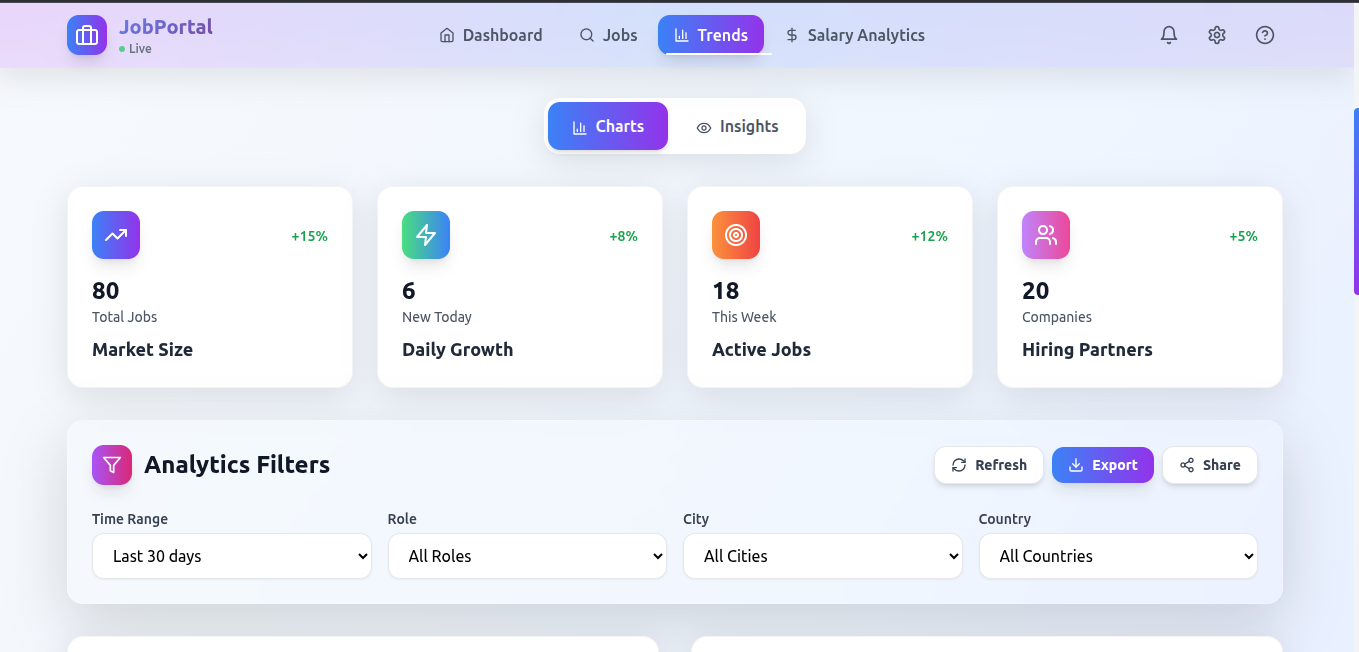 JobPortal
Live
Dashboard
Jobs
Trends
Salary Analytics
Charts
Insights
+15%
80
Total Jobs
Market Size
+8%
6
New Today
Daily Growth
+12%
18
This Week
Active Jobs
+5%
20
Companies
Hiring Partners
Analytics Filters
Refresh
Export
Share
Time Range
Last 30 days
Role
All Roles
City
All Cities
Country
All Countries